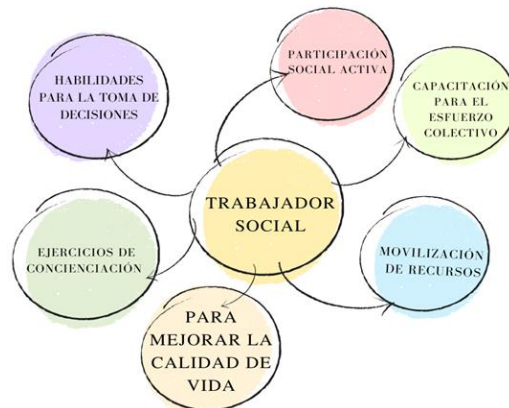 PARTICIPACIÓN
SOCIAL ACTIVA
HABILIDADES
PARA LA TOMA DE
DECISIONES
CAPACITACIÓN
PARA EL
ESFUERZO
COLECTIVO
TRABAJADOR
SOCIAL
EJERCICIOS DE
CONCIENCIACIÓN
MOVILIZACIÓN
DE RECURSOS
PARA
MEJORAR LA
CALIDAD DE
VIDA